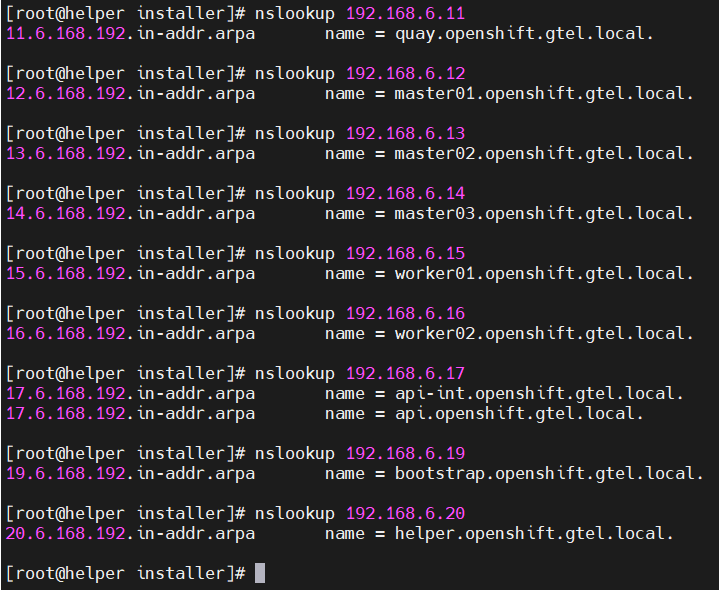 [root@helper installer]# nslookup 192.168.6.11
11.6.168.192.in-addr.arpa       name = quay.openshift.gtel.local.
[root@helper installer]# nslookup 192.168.6.12
12.6.168.192.in-addr.arpa       name = master01.openshift.gtel.local.
[root@helper installer]# nslookup 192.168.6.13
13.6.168.192.in-addr.arpa       name = master02.openshift.gtel.local.
[root@helper installer]# nslookup 192.168.6.14
14.6.168.192.in-addr.arpa       name = master03.openshift.gtel.local.
[root@helper installer]# nslookup 192.168.6.15
15.6.168.192.in-addr.arpa       name = worker01.openshift.gtel.local.
[root@helper installer]# nslookup 192.168.6.16
16.6.168.192.in-addr.arpa       name = worker02.openshift.gtel.local.
[root@helper installer]# nslookup 192.168.6.17
17.6.168.192.in-addr.arpa       name = api-int.openshift.gtel.local.
17.6.168.192.in-addr.arpa       name = api.openshift.gtel.local.
[root@helper installer]# nslookup 192.168.6.19
19.6.168.192.in-addr.arpa       name = bootstrap.openshift.gtel.local.
[root@helper installer]# nslookup 192.168.6.20
20.6.168.192.in-addr.arpa       name = helper.openshift.gtel.local.
[root@helper installer]#